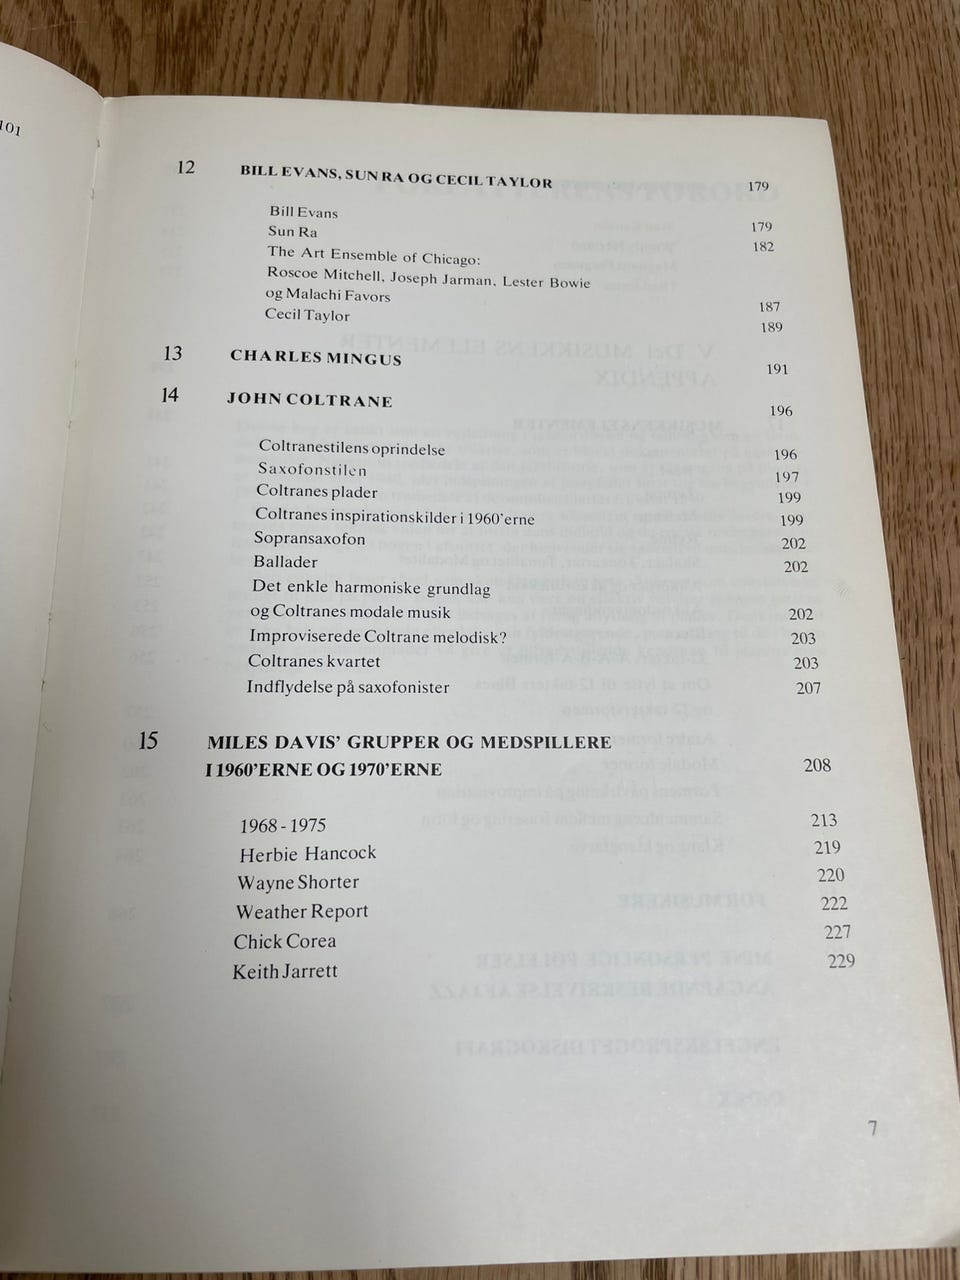 101
12 BILL EVANS, SUN RA OG CECIL TAYLOR 179
Bill Evans 179
Sun Ra 182
The Art Ensemble of Chicago:
Roscoe Mitchell, Joseph Jarman, Lester Bowie
og Malachi Favors 187
Cecil Taylor 189
13 CHARLES MINGUS 191
14 JOHN COLTRANE 196
Coltranestilens oprindelse 196
Saxofonstilen 197
Coltranes plader 199
Coltranes inspirationskilder i 1960'erne 199
Sopransaxofon 202
Ballader 202
Det enkle harmoniske grundlag
og Coltranes modale musik 202
Improviserede Coltrane melodisk? 203
Coltranes kvartet 203
Indflydelse på saxofonister 207
15 MILES DAVIS' GRUPPER OG MEDSPILLERE
I 1960'ERNE OG 1970'ERNE 208
1968 - 1975 213
Herbie Hancock 219
Wayne Shorter 220
Weather Report 222
Chick Corea 227
Keith Jarrett 229
7